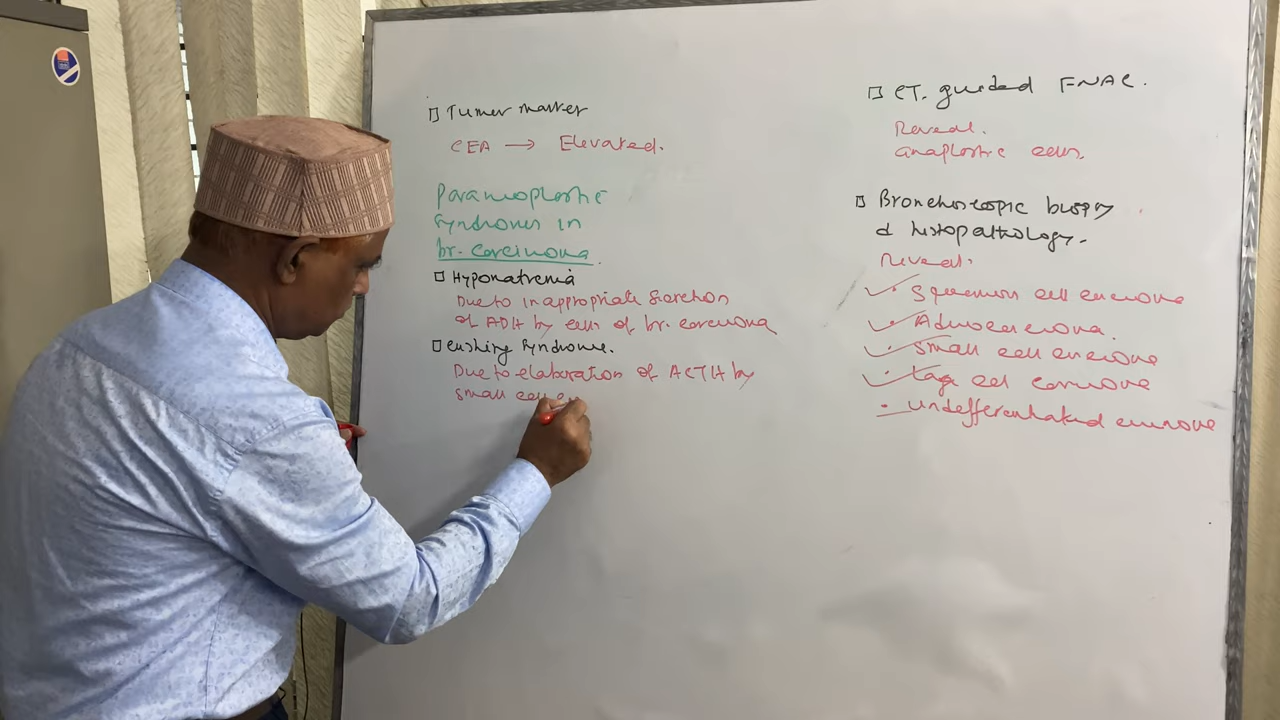 Tumer marker
CEA → Elevated.
Paraneoplastic
syndromes in
br. carcinoma.
Hyponatremia
Due to inappropriate secretion
of ADH by cells of br. carcinoma
Cushing syndrome.
Due to elaboration of ACTH by
small cell
CT. guided FNAC.
Reveal.
anaplastic cells.
Bronchoscopic biopsy
& histopathology.
Reveal.
Squamous cell carcinoma
Adenocarcinoma.
small cell carcinoma
Large cell carcinoma
undifferentiated carcinoma